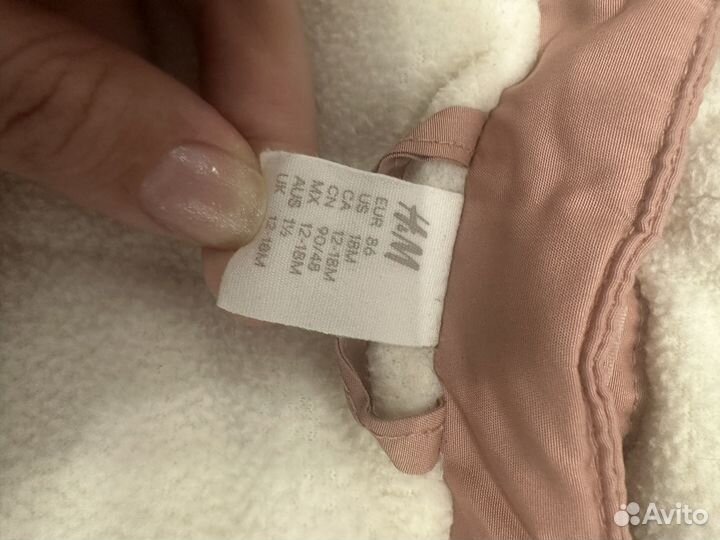 H&M
EUR 86
US 18M
CA 12-18M
CN 90/48
MX 12-18M
AUS 1½
UK 12-18M
Avito